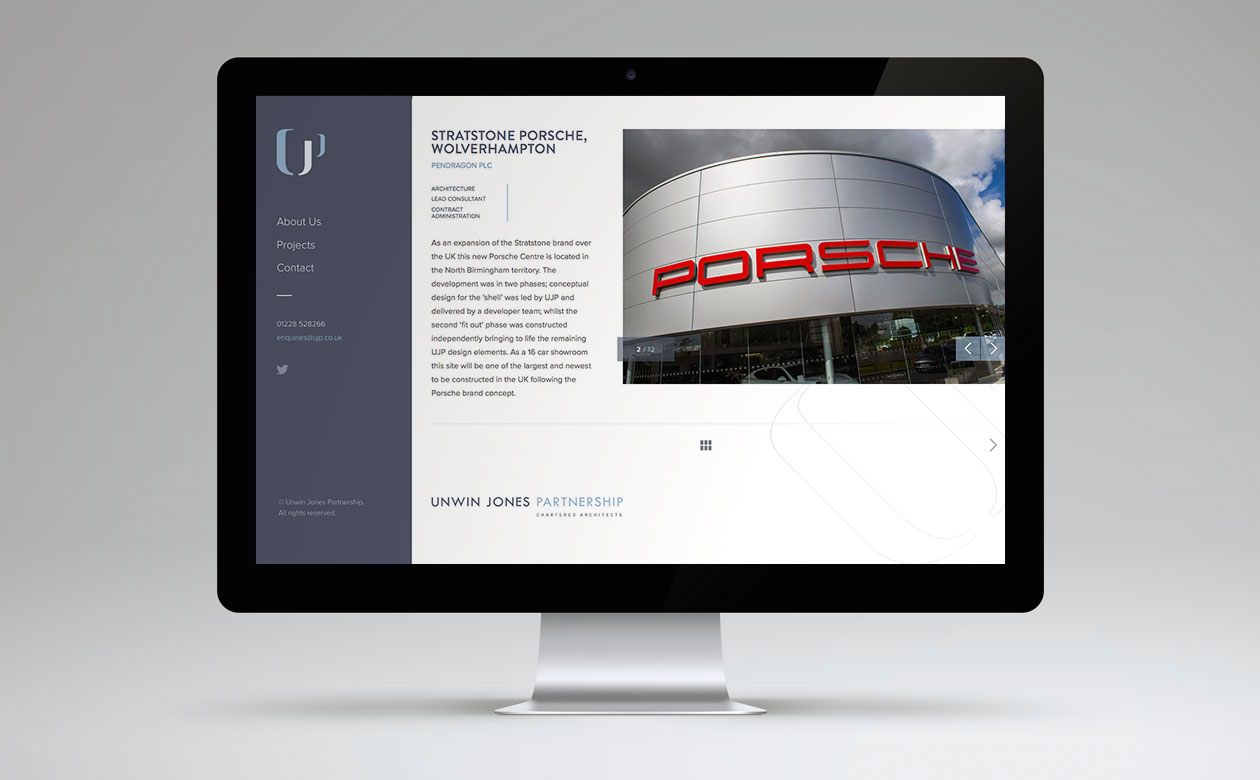 UJP
About Us
Projects
Contact
01228 528266
enquiries@ujp.co.uk
© Unwin Jones Partnership.
All rights reserved.
STRATSTONE PORSCHE,
WOLVERHAMPTON
PENDRAGON PLC
ARCHITECTURE
LEAD CONSULTANT
CONTRACT
ADMINISTRATION
As an expansion of the Stratstone brand over
the UK this new Porsche Centre is located in
the North Birmingham territory. The
development was in two phases; conceptual
design for the 'shell' was led by UJP and
delivered by a developer team; whilst the
second 'fit out' phase was constructed
independently bringing to life the remaining
UJP design elements. As a 16 car showroom
this site will be one of the largest and newest
to be constructed in the UK following the
Porsche brand concept.
PORSCHE
2 / 12
UNWIN JONES PARTNERSHIP
CHARTERED ARCHITECTS